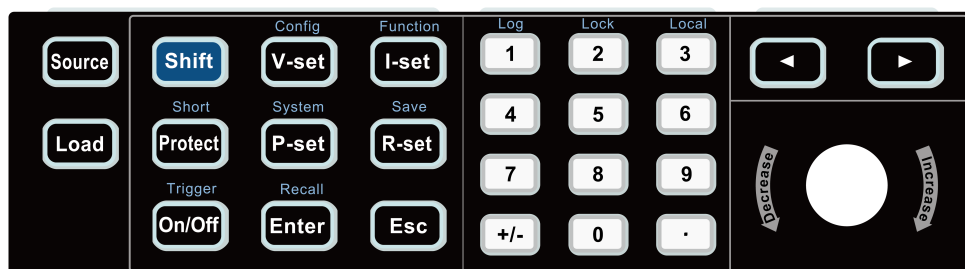 Config Function Log Lock Local
Source Shift V-set I-set 1 2 3
Short System Save
4 5 6
Load Protect P-set R-set
7 8 9
Trigger Recall
On/Off Enter Esc +/- 0 .
Decrease Increase